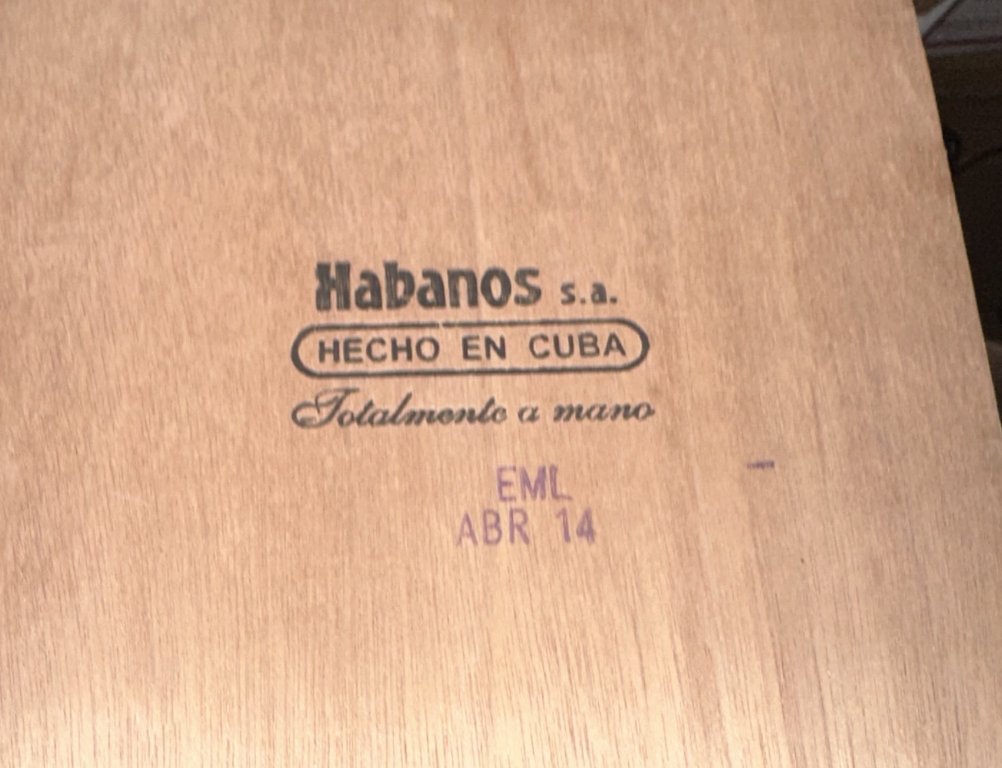 Habanos s.a.
HECHO EN CUBA
Totalmente a mano
EML
ABR 14